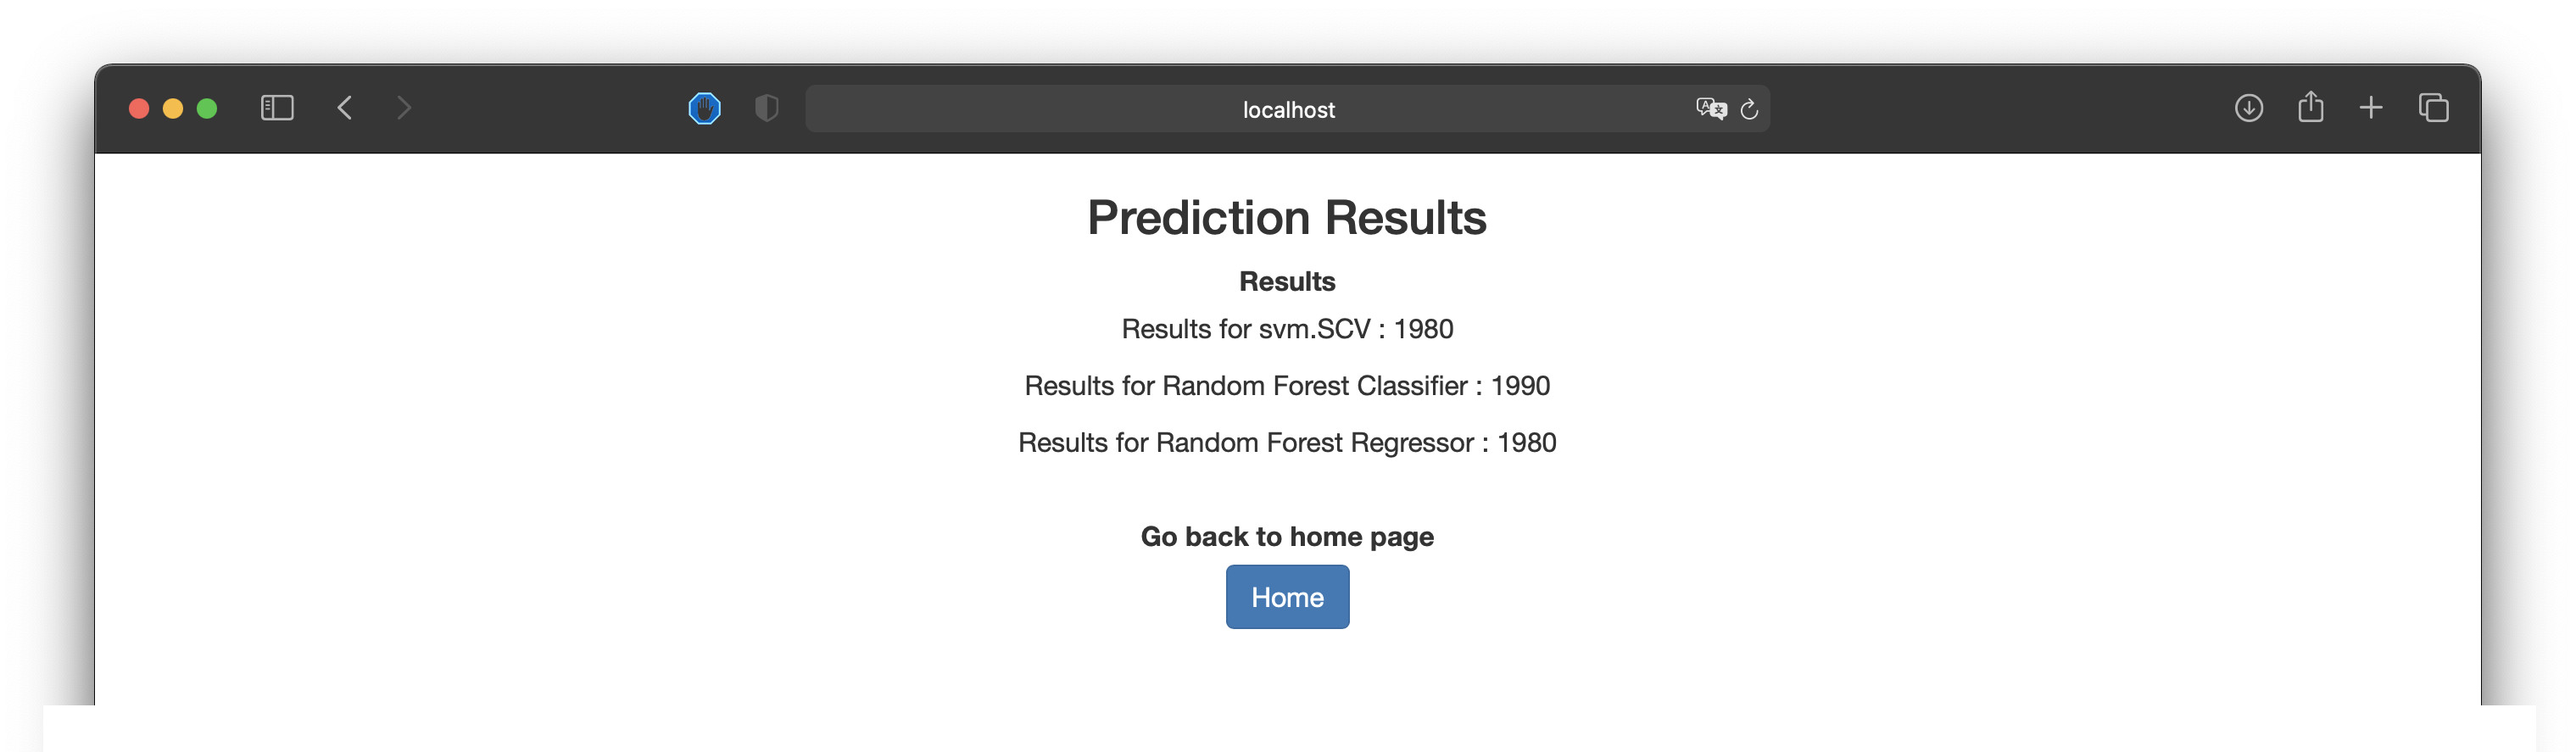 localhost
Prediction Results
Results
Results for svm.SCV : 1980
Results for Random Forest Classifier : 1990
Results for Random Forest Regressor : 1980
Go back to home page
Home